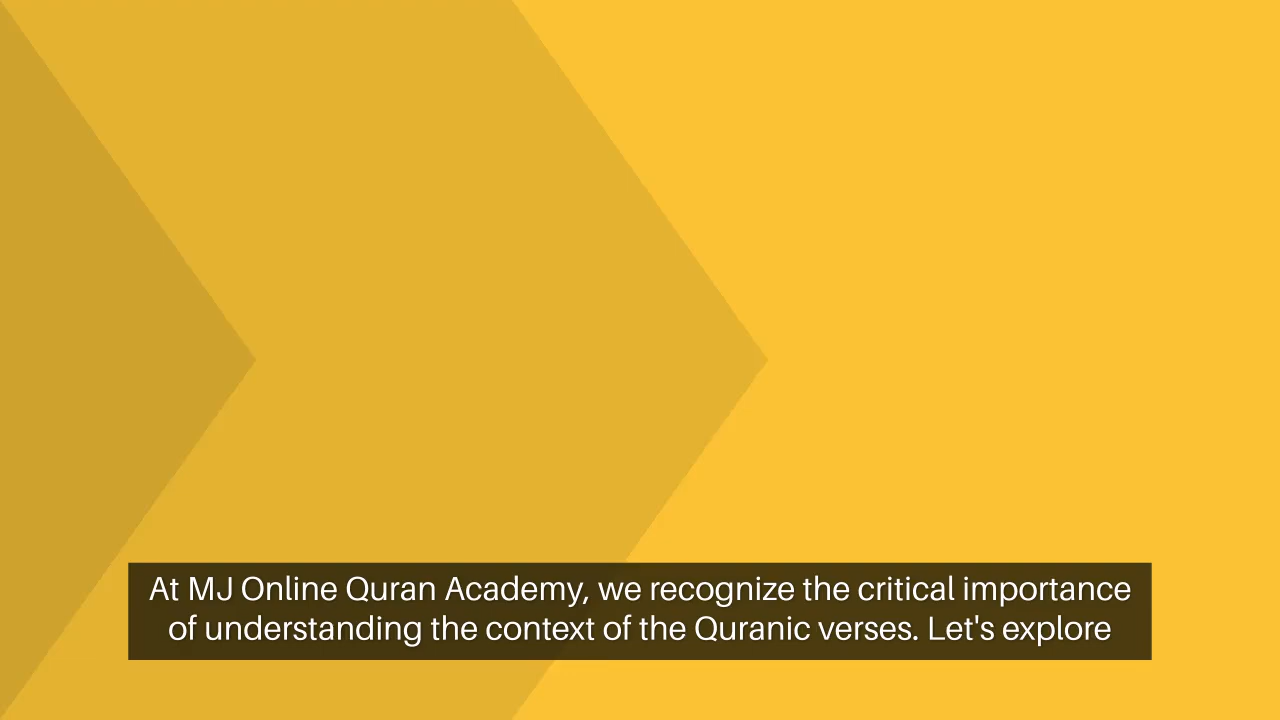 At MJ Online Quran Academy, we recognize the critical importance
of understanding the context of the Quranic verses. Let's explore